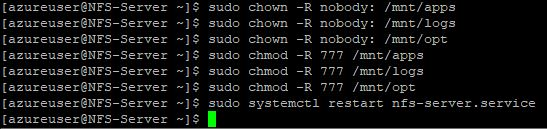 [azureuser@NFS-Server ~]$ sudo chown -R nobody: /mnt/apps
[azureuser@NFS-Server ~]$ sudo chown -R nobody: /mnt/logs
[azureuser@NFS-Server ~]$ sudo chown -R nobody: /mnt/opt
[azureuser@NFS-Server ~]$ sudo chmod -R 777 /mnt/apps
[azureuser@NFS-Server ~]$ sudo chmod -R 777 /mnt/logs
[azureuser@NFS-Server ~]$ sudo chmod -R 777 /mnt/opt
[azureuser@NFS-Server ~]$ sudo systemctl restart nfs-server.service
[azureuser@NFS-Server ~]$